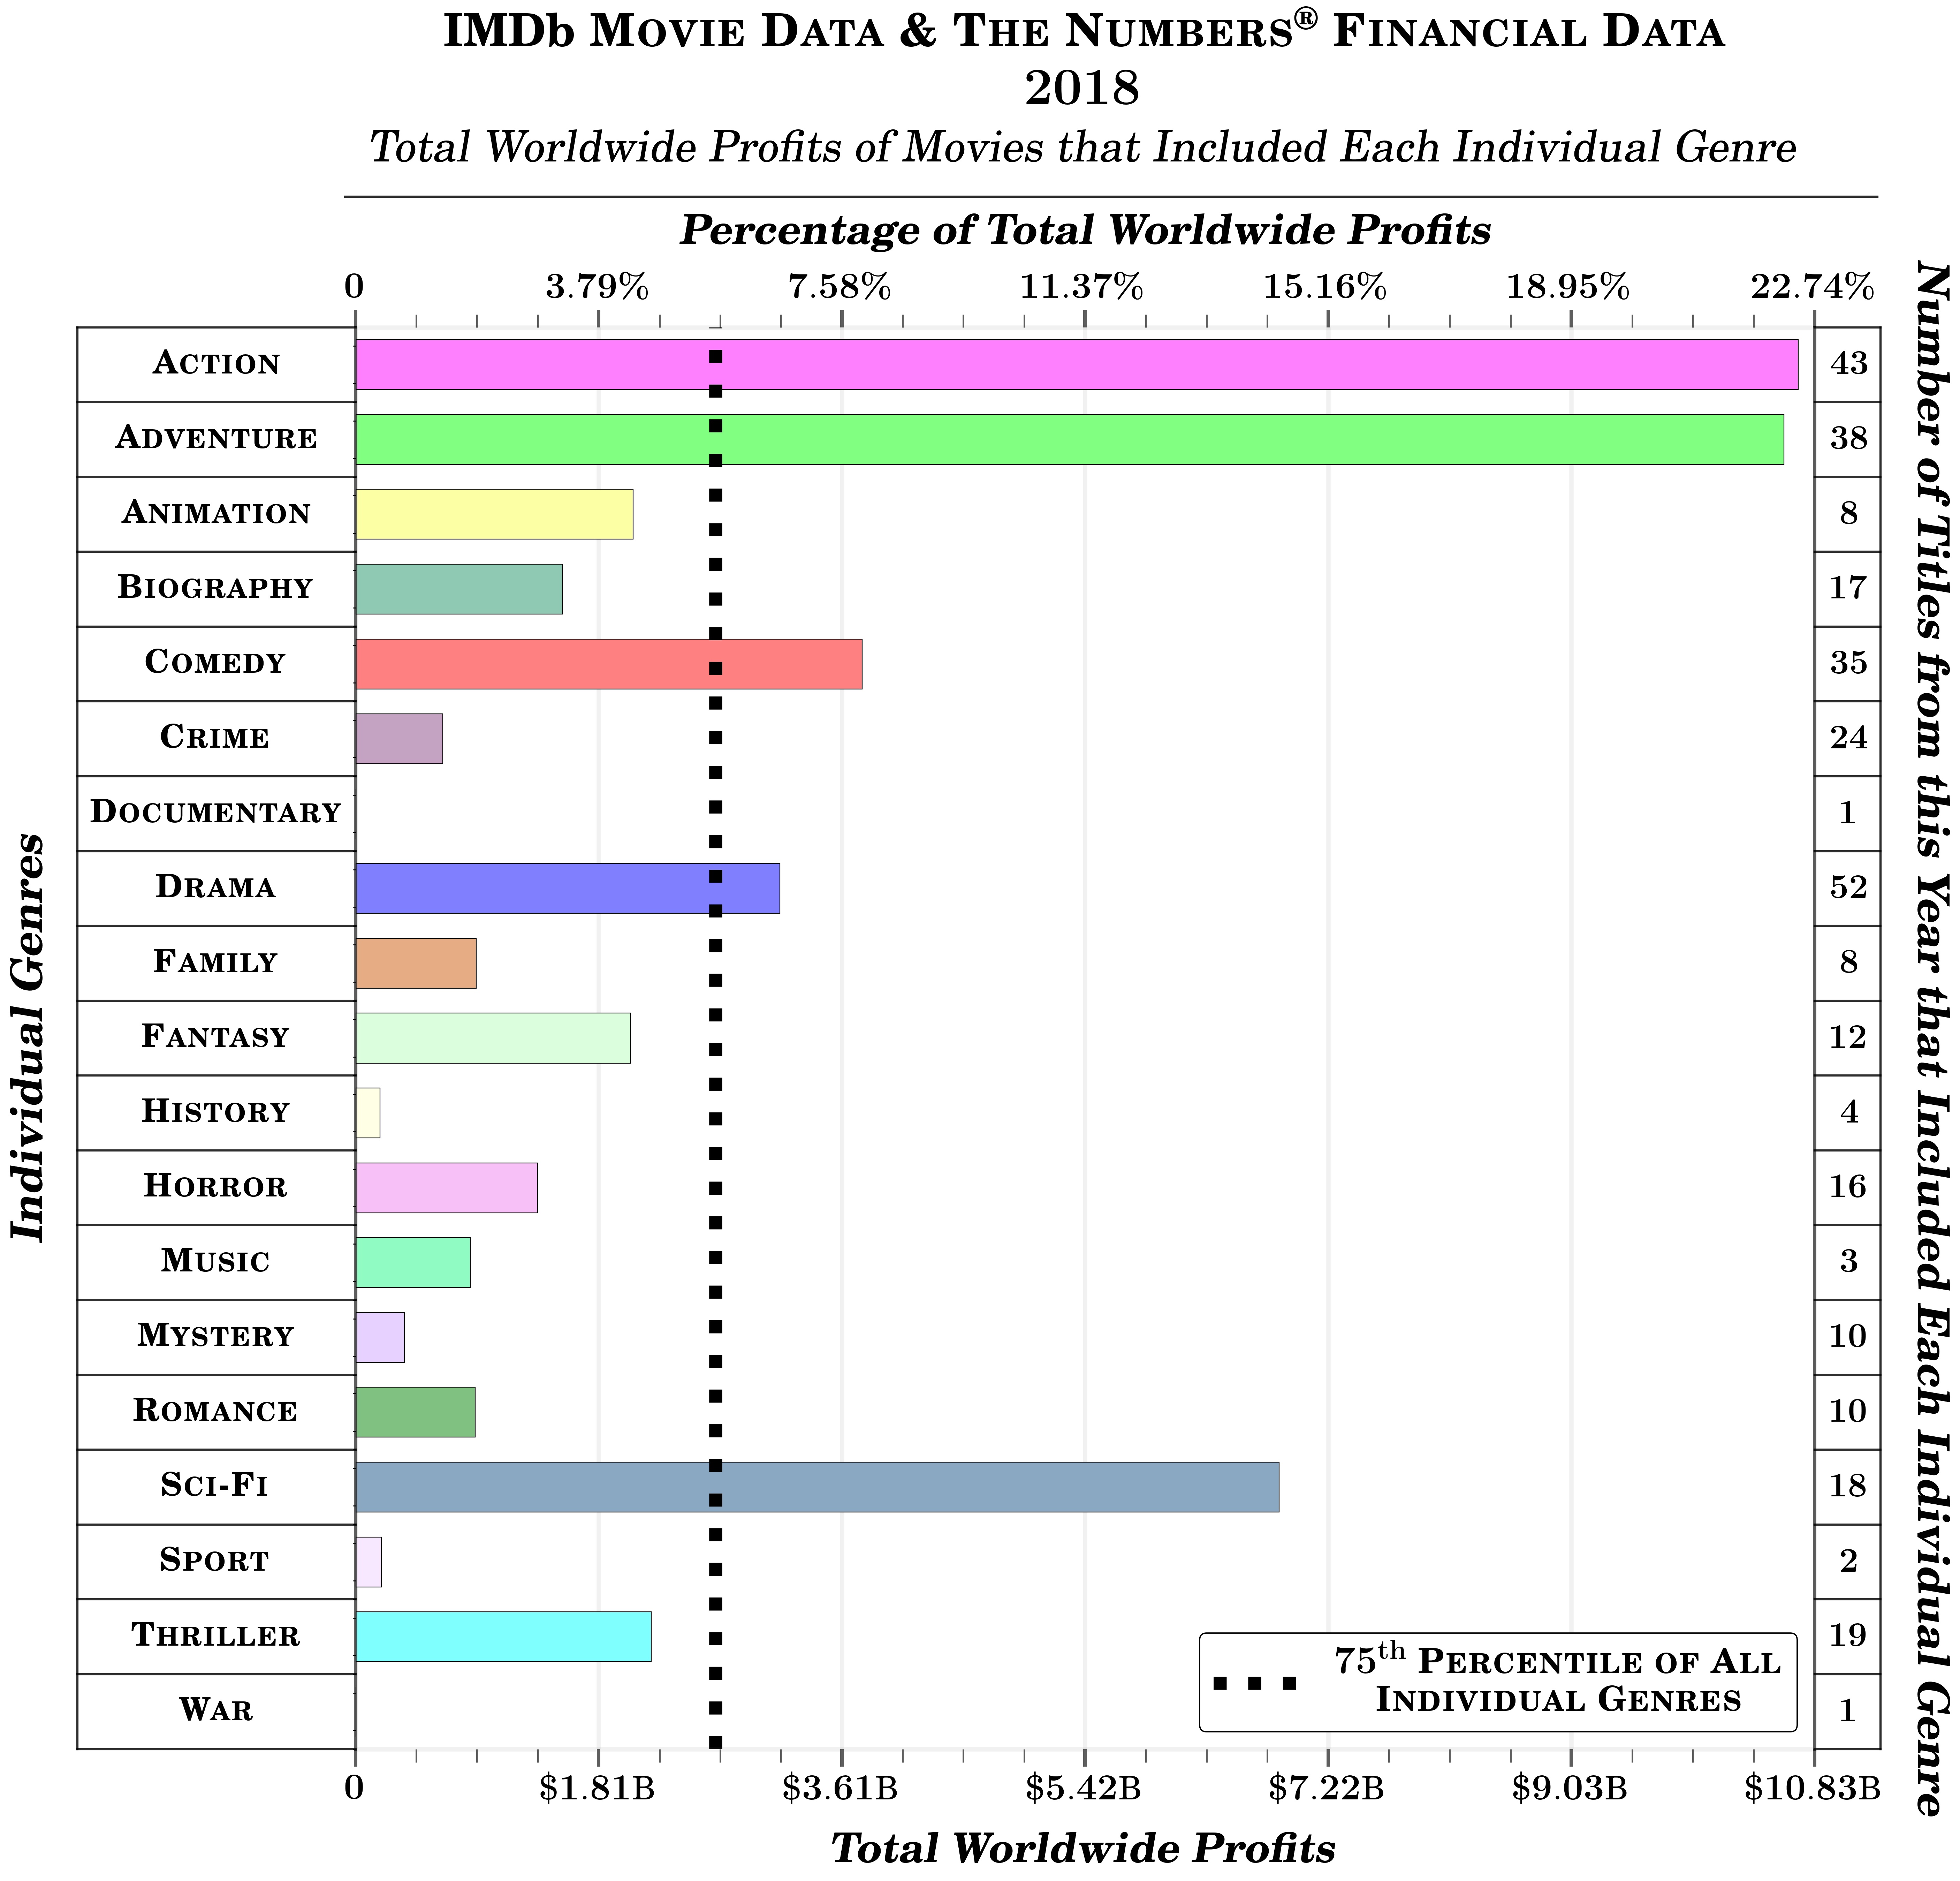 IMDb Movie Data & The Numbers® Financial Data
2018
Total Worldwide Profits of Movies that Included Each Individual Genre
Percentage of Total Worldwide Profits
0 3.79% 7.58% 11.37% 15.16% 18.95% 22.74%
Individual Genres
Action 43
Adventure 38
Animation 8
Biography 17
Comedy 35
Crime 24
Documentary 1
Drama 52
Family 8
Fantasy 12
History 4
Horror 16
Music 3
Mystery 10
Romance 10
Sci-Fi 18
Sport 2
Thriller 19
War 1
Number of Titles from this Year that Included Each Individual Genre
75th Percentile of All
Individual Genres
0 $1.81B $3.61B $5.42B $7.22B $9.03B $10.83B
Total Worldwide Profits